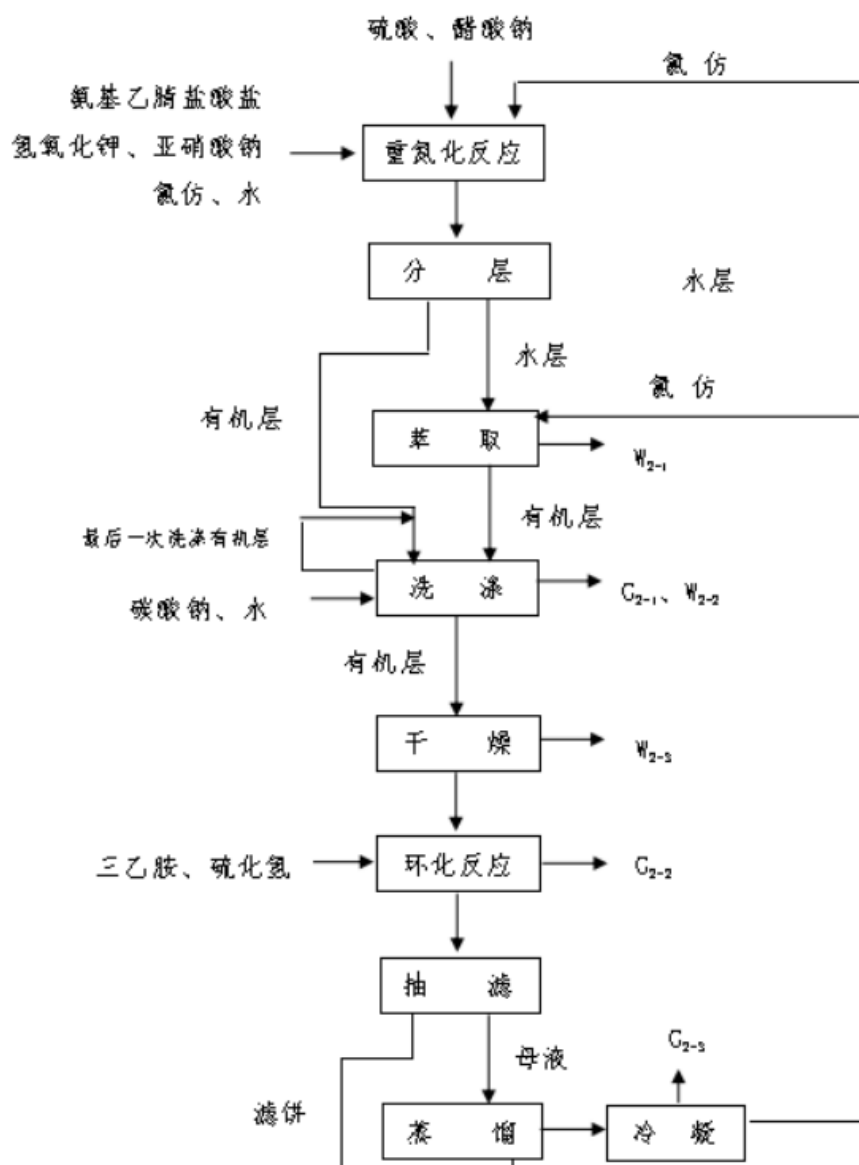 硫酸、醋酸钠
氯仿
氨基乙腈盐酸盐
氢氧化钾、亚硝酸钠
氯仿、水
重氮化反应
分层
水层
水层
有机层
氯仿
萃取
W₂₋₁
有机层
最后一次洗涤有机层
洗涤
G₂₋₁、W₂₋₂
碳酸钠、水
有机层
干燥
W₂₋₃
三乙胺、硫化氢
环化反应
G₂₋₂
抽滤
母液
G₂₋₃
滤饼
蒸馏
冷凝